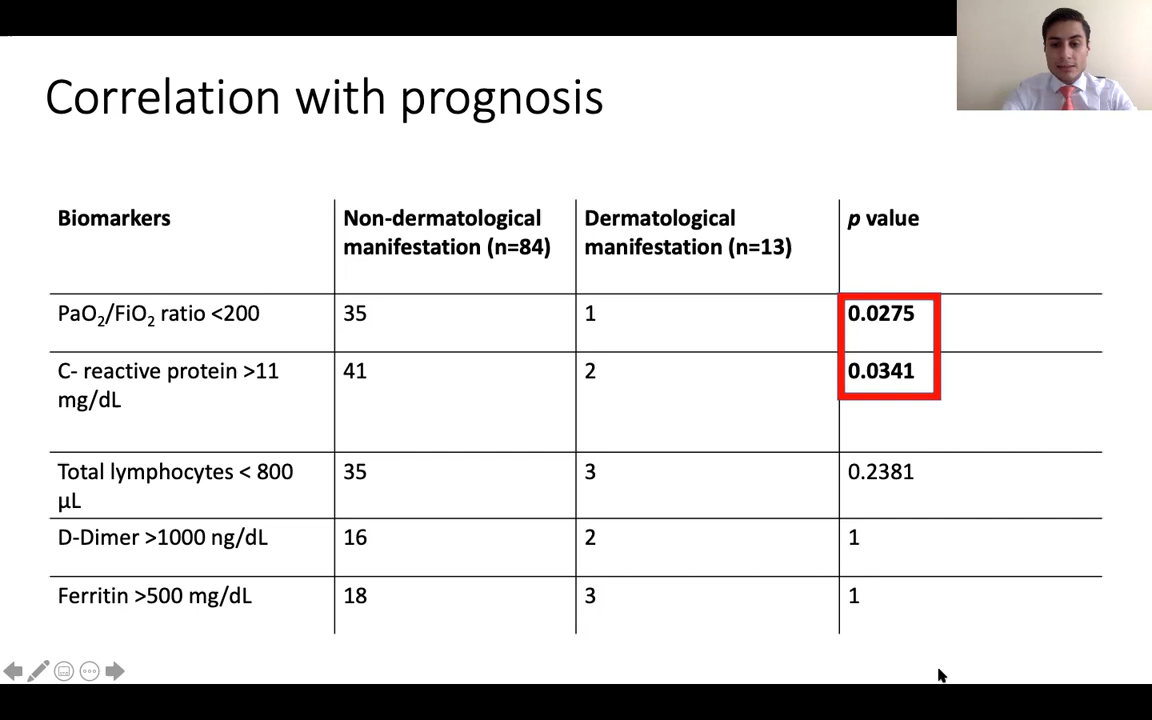 Correlation with prognosis
Biomarkers
Non-dermatological
manifestation (n=84)
Dermatological
manifestation (n=13)
p value
PaO₂/FiO₂ ratio <200
35
1
0.0275
C- reactive protein >11
mg/dL
41
2
0.0341
Total lymphocytes < 800
µL
35
3
0.2381
D-Dimer >1000 ng/dL
16
2
1
Ferritin >500 mg/dL
18
3
1